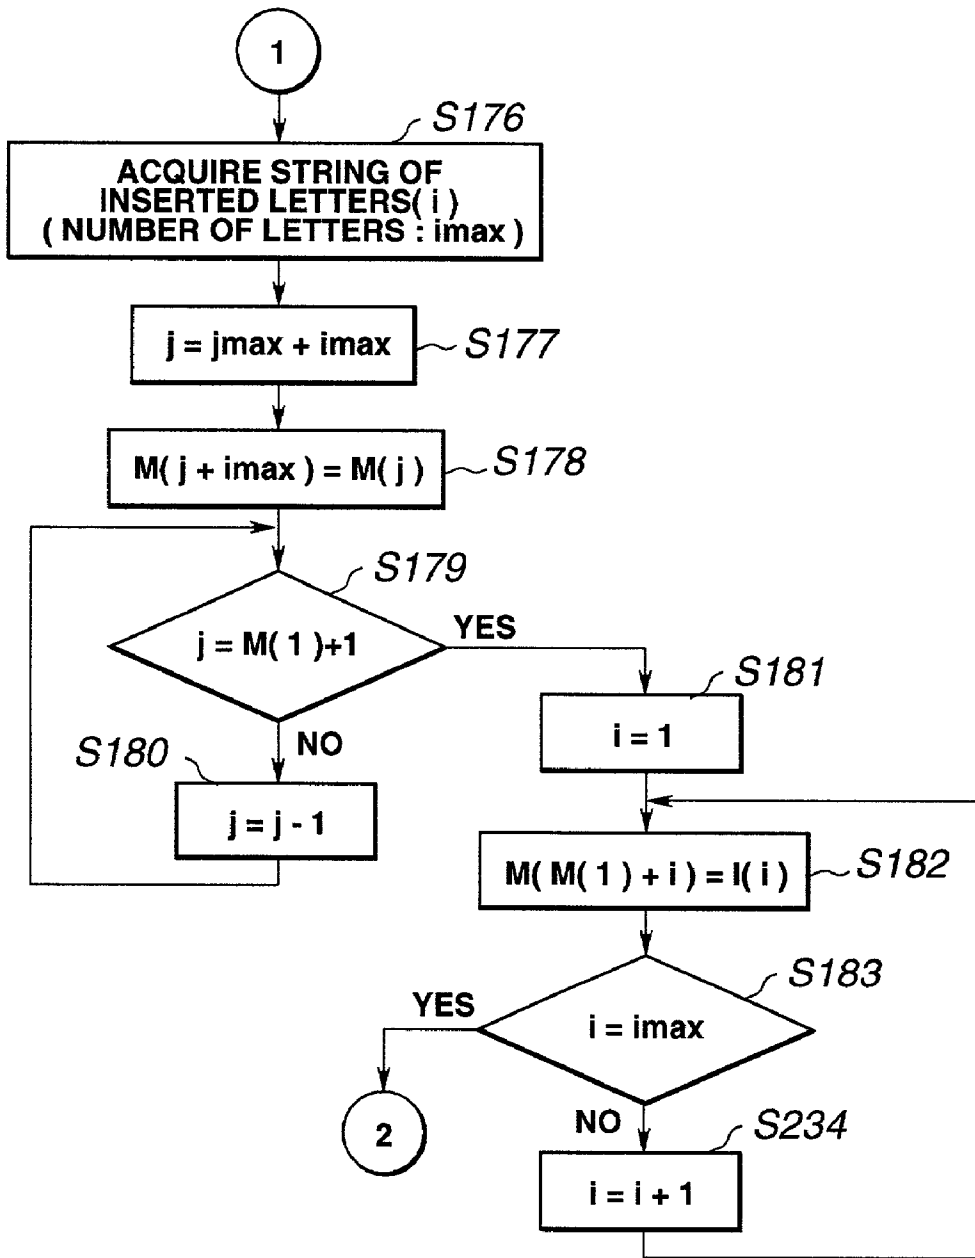 1
S176
ACQUIRE STRING OF
INSERTED LETTERS( i )
( NUMBER OF LETTERS : imax )
j = jmax + imax
S177
M( j + imax ) = M( j )
S178
S179
j = M( 1 )+1
YES
S181
i = 1
NO
S180
j = j - 1
M( M( 1 ) + i ) = I( i )
S182
S183
YES
i = imax
2
NO
S234
i = i + 1